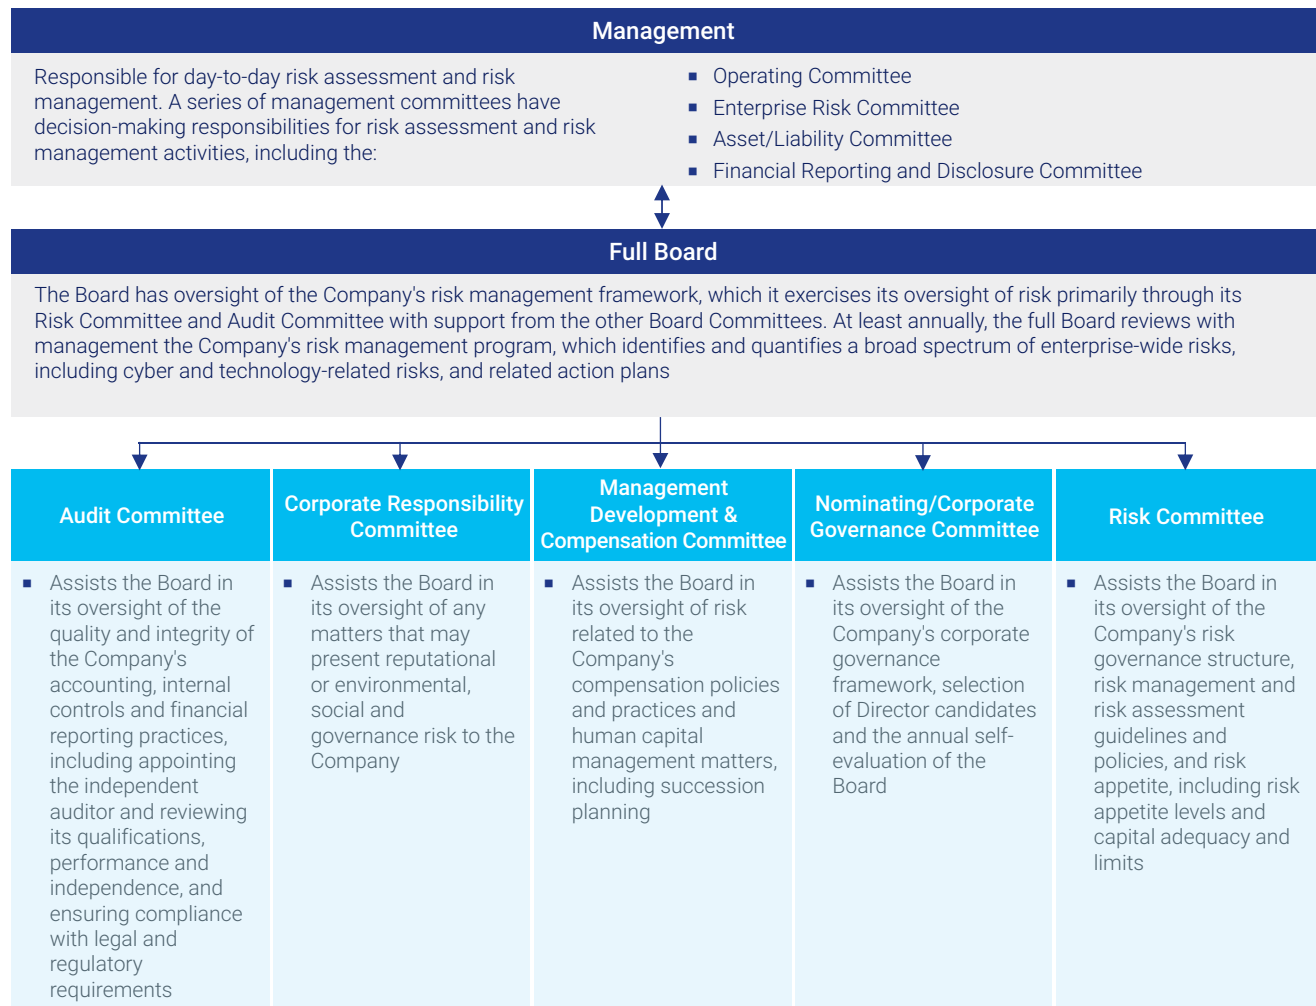 Management
Responsible for day-to-day risk assessment and risk
management. A series of management committees have
decision-making responsibilities for risk assessment and risk
management activities, including the:
▪ Operating Committee
▪ Enterprise Risk Committee
▪ Asset/Liability Committee
▪ Financial Reporting and Disclosure Committee
Full Board
The Board has oversight of the Company's risk management framework, which it exercises its oversight of risk primarily through its
Risk Committee and Audit Committee with support from the other Board Committees. At least annually, the full Board reviews with
management the Company's risk management program, which identifies and quantifies a broad spectrum of enterprise-wide risks,
including cyber and technology-related risks, and related action plans
Audit Committee
▪ Assists the Board in
its oversight of the
quality and integrity of
the Company's
accounting, internal
controls and financial
reporting practices,
including appointing
the independent
auditor and reviewing
its qualifications,
performance and
independence, and
ensuring compliance
with legal and
regulatory
requirements
Corporate Responsibility
Committee
▪ Assists the Board in
its oversight of any
matters that may
present reputational
or environmental,
social and
governance risk to the
Company
Management
Development &
Compensation Committee
▪ Assists the Board in
its oversight of risk
related to the
Company's
compensation policies
and practices and
human capital
management matters,
including succession
planning
Nominating/Corporate
Governance Committee
▪ Assists the Board in
its oversight of the
Company's corporate
governance
framework, selection
of Director candidates
and the annual self-
evaluation of the
Board
Risk Committee
▪ Assists the Board in
its oversight of the
Company's risk
governance structure,
risk management and
risk assessment
guidelines and
policies, and risk
appetite, including risk
appetite levels and
capital adequacy and
limits